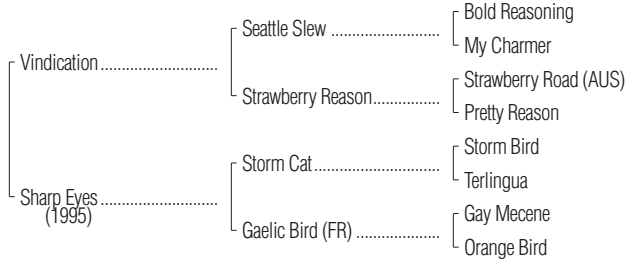 Bold Reasoning
Seattle Slew ..........................
My Charmer
Vindication ............................
Strawberry Road (AUS)
Strawberry Reason................
Pretty Reason
Storm Bird
Storm Cat..............................
Terlingua
Sharp Eyes ............................
(1995)
Gay Mecene
Gaelic Bird (FR) ....................
Orange Bird